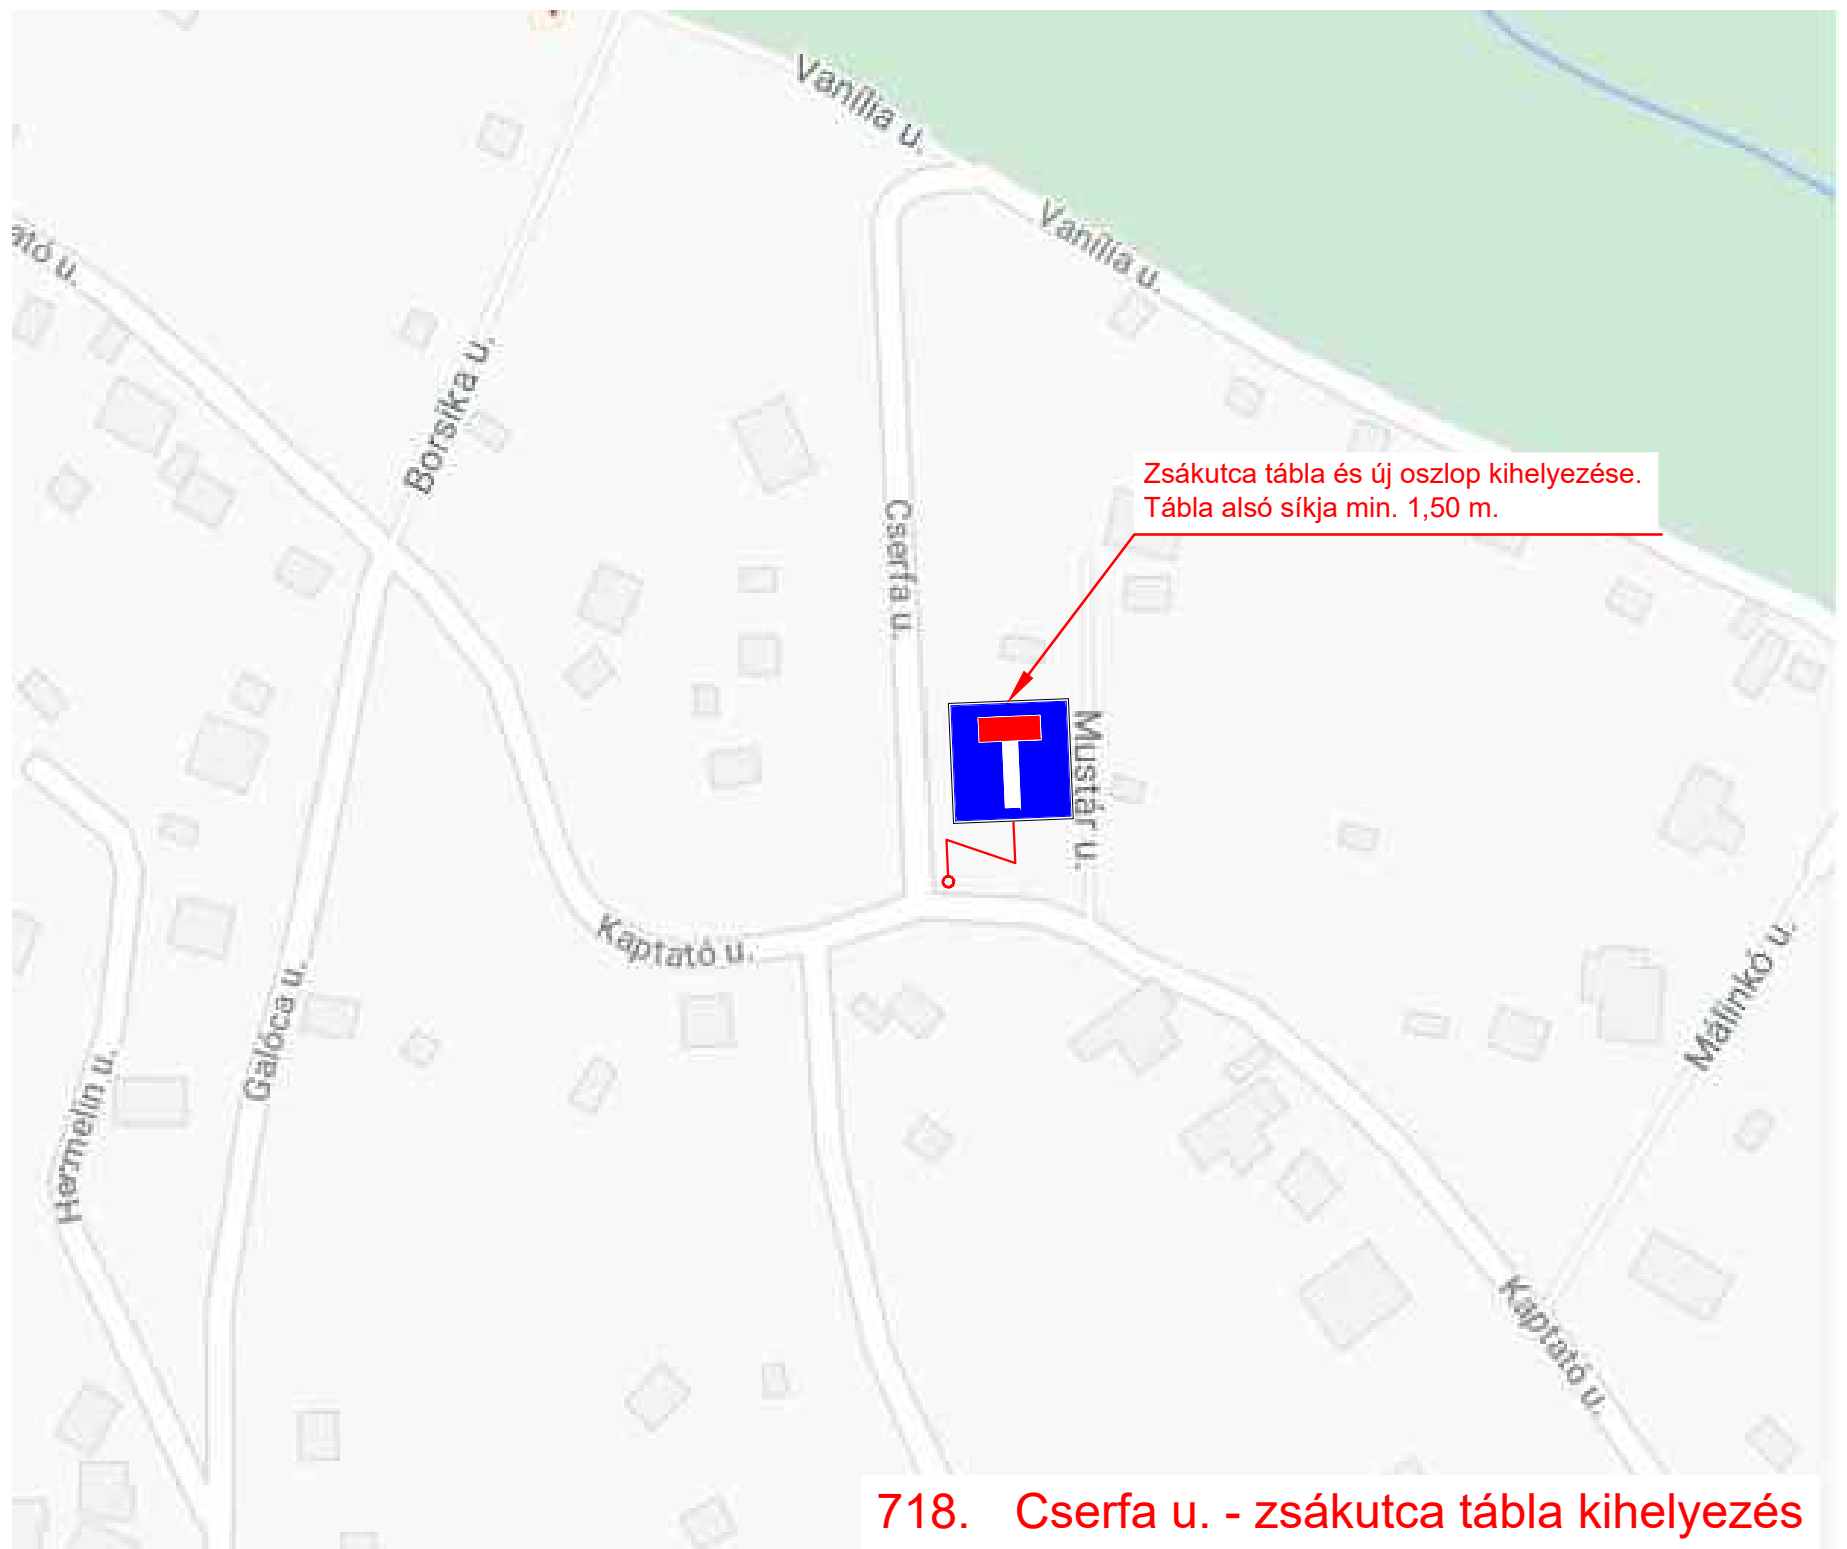 Vanília u.
Vanília u.
ató u.
Borsika u.
Zsákutca tábla és új oszlop kihelyezése.
Tábla alsó síkja min. 1,50 m.
Cserfa u.
Mustár u.
Kaptató u.
Málinkó u.
Galóca u.
Hermelin u.
Kaptató u.
718. Cserfa u. - zsákutca tábla kihelyezés